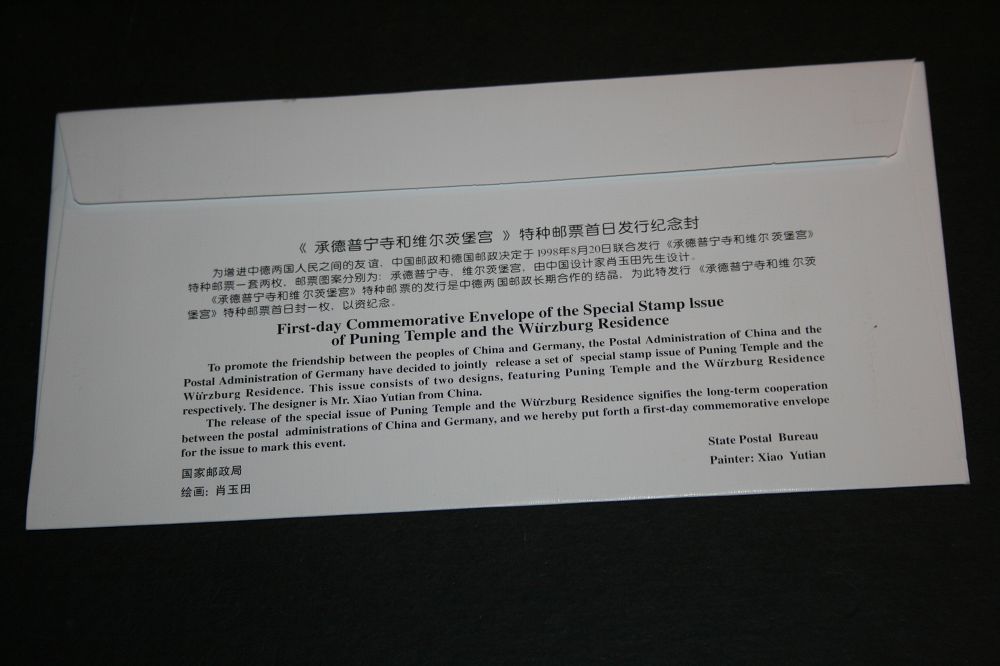 《 承德普宁寺和维尔茨堡宫 》特种邮票首日发行纪念封
为增进中德两国人民之间的友谊，中国邮政和德国邮政决定于1998年8月20日联合发行《承德普宁寺和维尔茨堡宫》
特种邮票一套两枚，邮票图案分别为：承德普宁寺，维尔茨堡宫，由中国设计家肖玉田先生设计。
《承德普宁寺和维尔茨堡宫》特种邮票的发行是中德两国邮政长期合作的结晶，为此特发行《承德普宁寺和维尔茨
堡宫》特种邮票首日封一枚，以资纪念。
First-day Commemorative Envelope of the Special Stamp Issue
of Puning Temple and the Würzburg Residence
To promote the friendship between the peoples of China and Germany, the Postal Administration of China and the
Postal Administration of Germany have decided to jointly release a set of special stamp issue of Puning Temple and the
Würzburg Residence. This issue consists of two designs, featuring Puning Temple and the Würzburg Residence
respectively. The designer is Mr. Xiao Yutian from China.
The release of the special issue of Puning Temple and the Würzburg Residence signifies the long-term cooperation
between the postal administrations of China and Germany, and we hereby put forth a first-day commemorative envelope
for the issue to mark this event.
State Postal Bureau
Painter: Xiao Yutian
国家邮政局
绘画：肖玉田